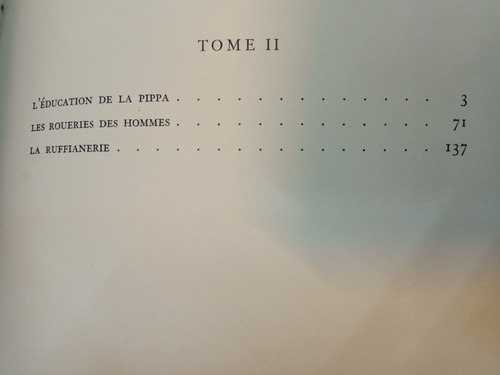 TOME II
L'ÉDUCATION DE LA PIPPA . . . . . . . . . . . . . 3
LES ROUERIES DES HOMMES . . . . . . . . . . . . . 71
LA RUFFIANERIE . . . . . . . . . . . . . . . . 137